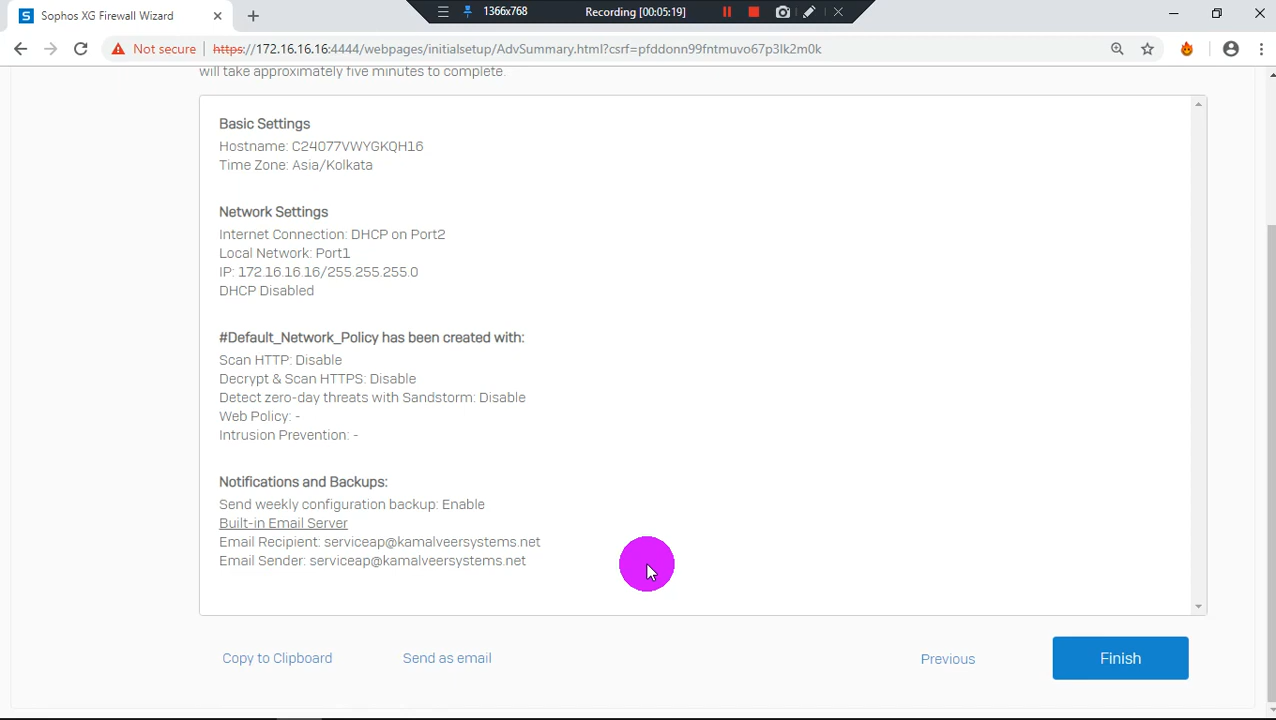 Sophos XG Firewall Wizard
1366x768
Recording [00:05:19]
Not secure
https://172.16.16.16:4444/webpages/initialsetup/AdvSummary.html?csrf=pfddonn99fntmuvo67p3lk2m0k
will take approximately five minutes to complete.
Basic Settings
Hostname: C24077VWYGKQH16
Time Zone: Asia/Kolkata
Network Settings
Internet Connection: DHCP on Port2
Local Network: Port1
IP: 172.16.16.16/255.255.255.0
DHCP Disabled
#Default_Network_Policy has been created with:
Scan HTTP: Disable
Decrypt & Scan HTTPS: Disable
Detect zero-day threats with Sandstorm: Disable
Web Policy: -
Intrusion Prevention: -
Notifications and Backups:
Send weekly configuration backup: Enable
Built-in Email Server
Email Recipient: serviceap@kamalveersystems.net
Email Sender: serviceap@kamalveersystems.net
Copy to Clipboard
Send as email
Previous
Finish